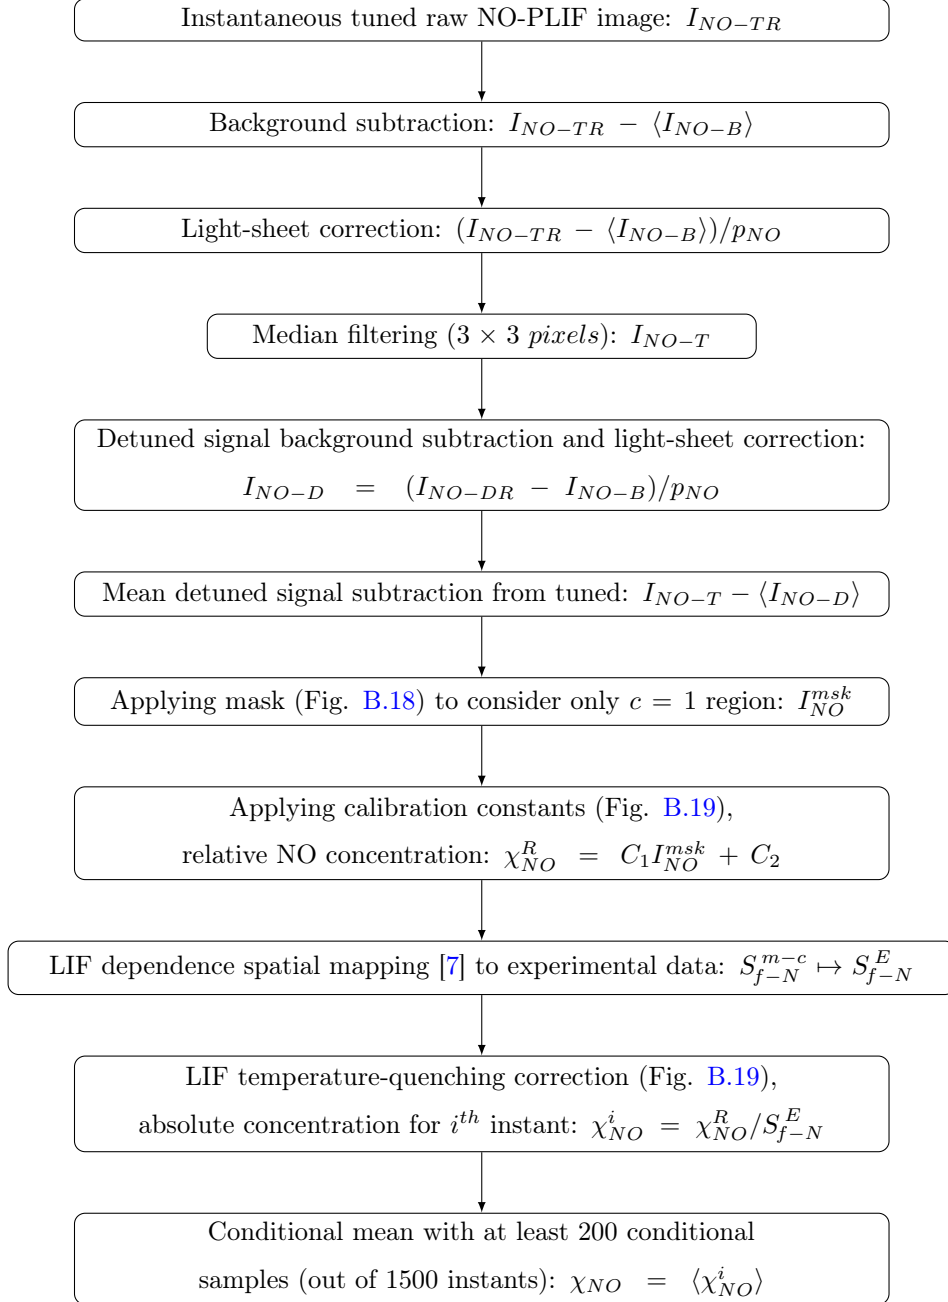 Instantaneous tuned raw NO-PLIF image: I_{NO−TR}
Background subtraction: I_{NO−TR} − ⟨I_{NO−B}⟩
Light-sheet correction: (I_{NO−TR} − ⟨I_{NO−B}⟩)/p_{NO}
Median filtering (3 × 3 pixels): I_{NO−T}
Detuned signal background subtraction and light-sheet correction:
I_{NO−D} = (I_{NO−DR} − I_{NO−B})/p_{NO}
Mean detuned signal subtraction from tuned: I_{NO−T} − ⟨I_{NO−D}⟩
Applying mask (Fig. B.18) to consider only c = 1 region: I_{NO}^{msk}
Applying calibration constants (Fig. B.19),
relative NO concentration: χ_{NO}^{R} = C_1 I_{NO}^{msk} + C_2
LIF dependence spatial mapping [7] to experimental data: S_{f−N}^{m−c} ↦ S_{f−N}^{E}
LIF temperature-quenching correction (Fig. B.19),
absolute concentration for i^{th} instant: χ_{NO}^{i} = χ_{NO}^{R}/S_{f−N}^{E}
Conditional mean with at least 200 conditional
samples (out of 1500 instants): χ_{NO} = ⟨χ_{NO}^{i}⟩